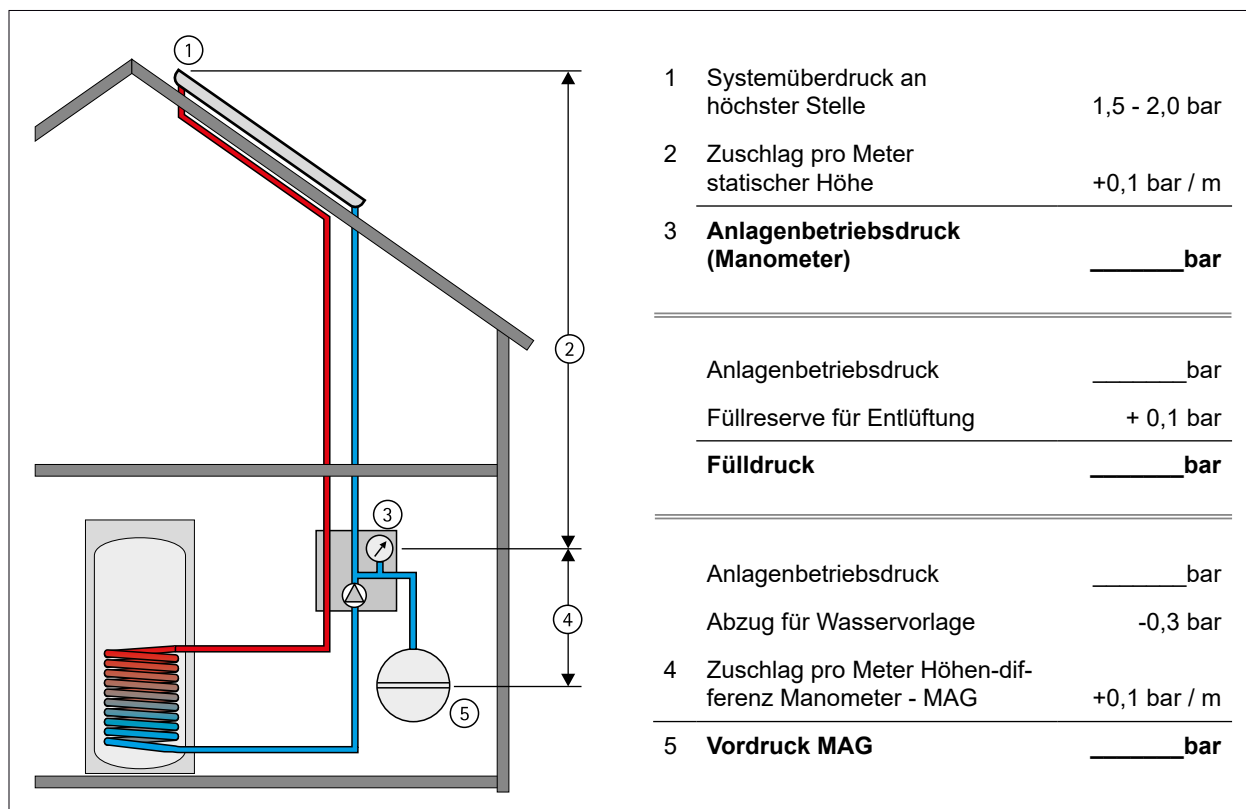 1
2
3
4
5
1 Systemüberdruck an
höchster Stelle 1,5 - 2,0 bar
2 Zuschlag pro Meter
statischer Höhe +0,1 bar / m
3 Anlagenbetriebsdruck
(Manometer) _______bar
Anlagenbetriebsdruck _______bar
Füllreserve für Entlüftung + 0,1 bar
Fülldruck _______bar
Anlagenbetriebsdruck _______bar
Abzug für Wasservorlage -0,3 bar
4 Zuschlag pro Meter Höhen-dif-
ferenz Manometer - MAG +0,1 bar / m
5 Vordruck MAG _______bar